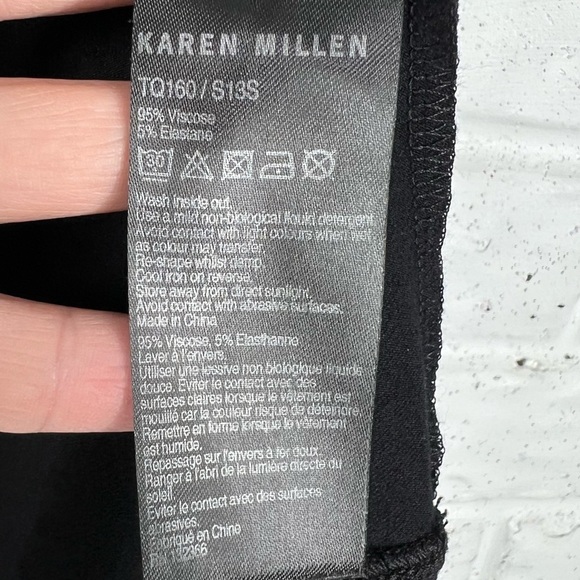 KAREN MILLEN
TQ160/S13S
95% Viscose
5% Elastane
30
Wash inside out.
Use a mild non-biological liquid detergent.
Avoid contact with light colours when wet
as colour may transfer.
Re-shape whilst damp.
Cool iron on reverse.
Store away from direct sunlight.
Avoid contact with abrasive surfaces.
Made in China
95% Viscose, 5% Elasthanne
Laver à l'envers.
Utiliser une lessive non biologique liquide
douce. Éviter le contact avec des
surfaces claires lorsque le vêtement est
mouillé car la couleur risque de déteindre.
Remettre en forme lorsque le vêtement
est humide.
Repassage sur l'envers à fer doux.
Ranger à l'abri de la lumière directe du
soleil.
Éviter le contact avec des surfaces
abrasives.
Fabriqué en Chine